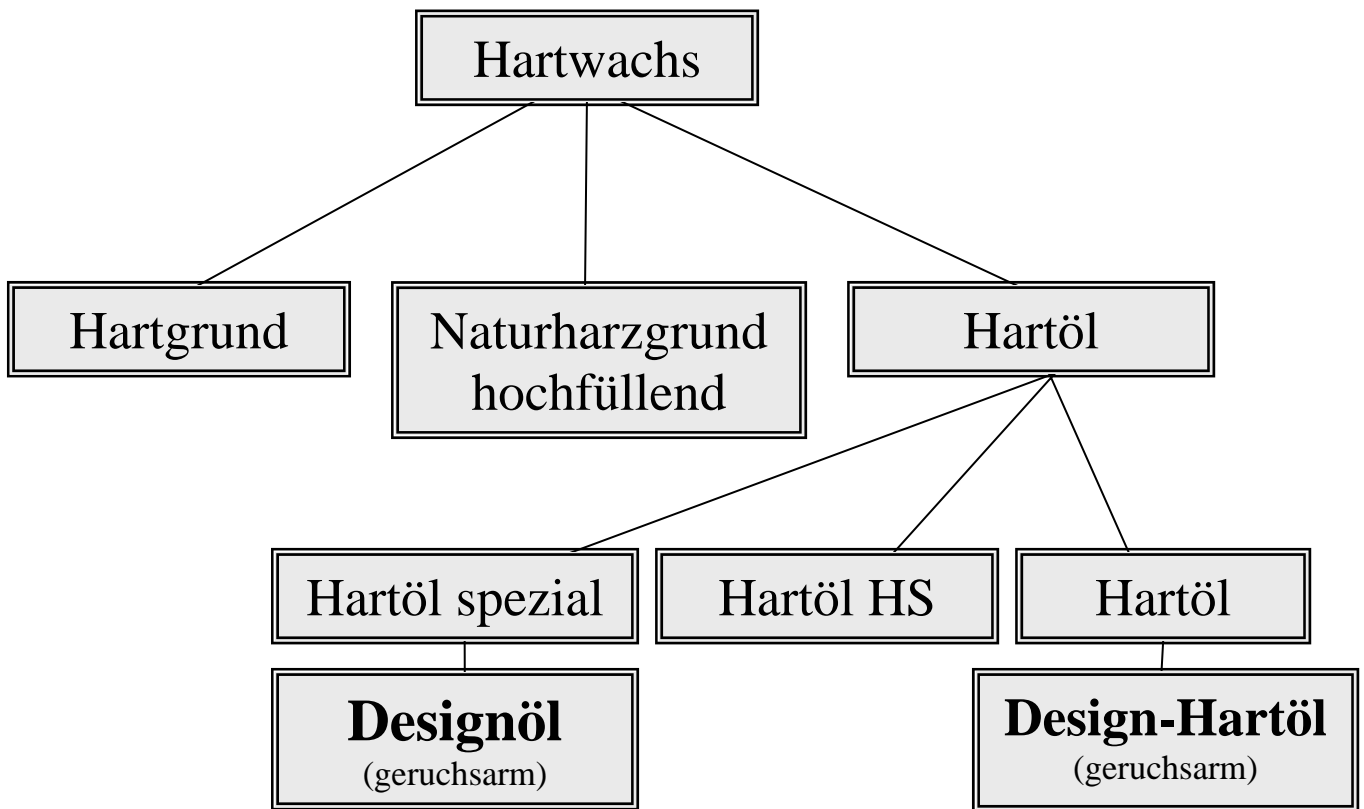 Hartwachs
Hartgrund
Naturharzgrund
hochfüllend
Hartöl
Hartöl spezial
Hartöl HS
Hartöl
Designöl
(geruchsarm)
Design-Hartöl
(geruchsarm)